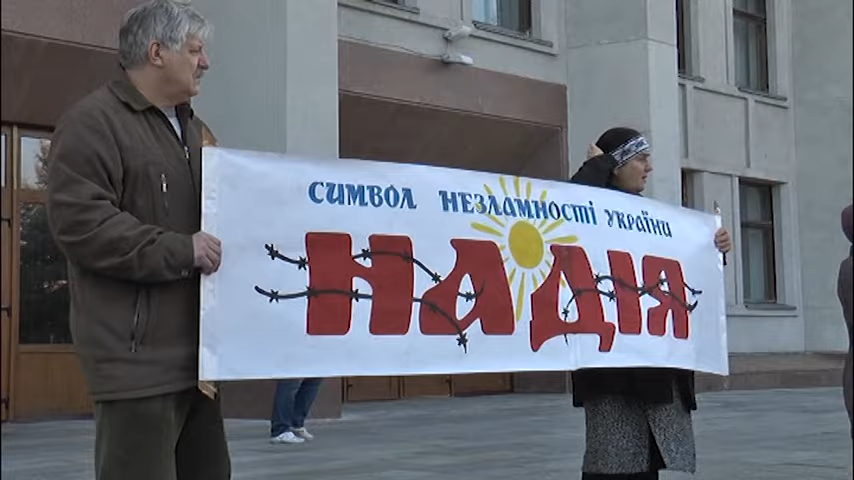 СИМВОЛ НЕЗЛАМНОСТІ УКРАЇНИ
НАДІЯ